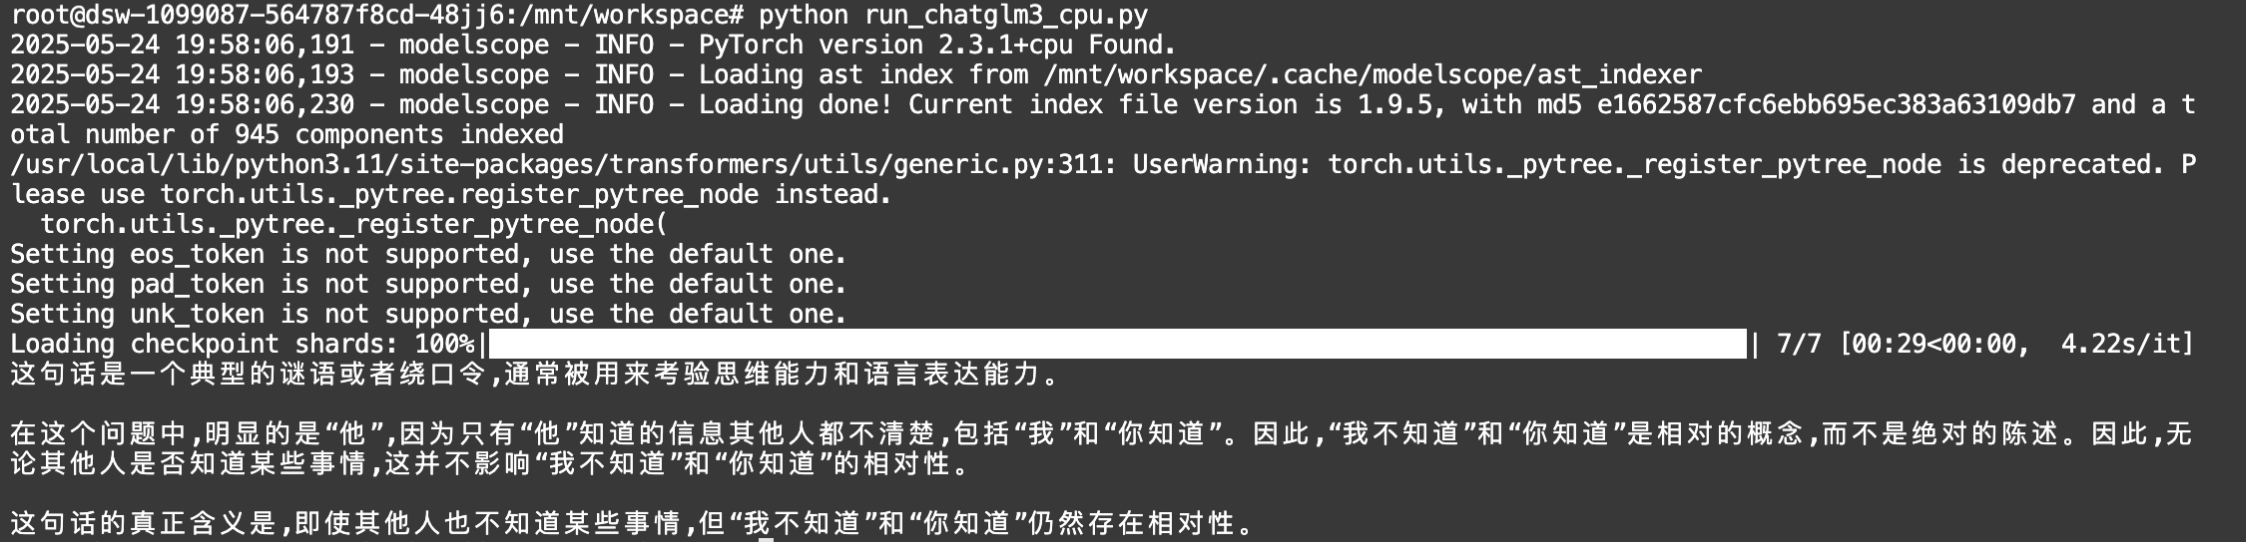 root@dsw-1099087-564787f8cd-48jj6:/mnt/workspace# python run_chatglm3_cpu.py
2025-05-24 19:58:06,191 - modelscope - INFO - PyTorch version 2.3.1+cpu Found.
2025-05-24 19:58:06,193 - modelscope - INFO - Loading ast index from /mnt/workspace/.cache/modelscope/ast_indexer
2025-05-24 19:58:06,230 - modelscope - INFO - Loading done! Current index file version is 1.9.5, with md5 e1662587cfc6ebb695ec383a63109db7 and a t
otal number of 945 components indexed
/usr/local/lib/python3.11/site-packages/transformers/utils/generic.py:311: UserWarning: torch.utils._pytree._register_pytree_node is deprecated. P
lease use torch.utils._pytree.register_pytree_node instead.
  torch.utils._pytree._register_pytree_node(
Setting eos_token is not supported, use the default one.
Setting pad_token is not supported, use the default one.
Setting unk_token is not supported, use the default one.
Loading checkpoint shards: 100%| | 7/7 [00:29<00:00,  4.22s/it]
这句话是一个典型的谜语或者绕口令,通常被用来考验思维能力和语言表达能力。
在这个问题中,明显的是“他”,因为只有“他”知道的信息其他人都不清楚,包括“我”和“你知道”。因此,“我不知道”和“你知道”是相对的概念,而不是绝对的陈述。因此,无
论其他人是否知道某些事情,这并不影响“我不知道”和“你知道”的相对性。
这句话的真正含义是,即使其他人也不知道某些事情,但“我不知道”和“你知道”仍然存在相对性。